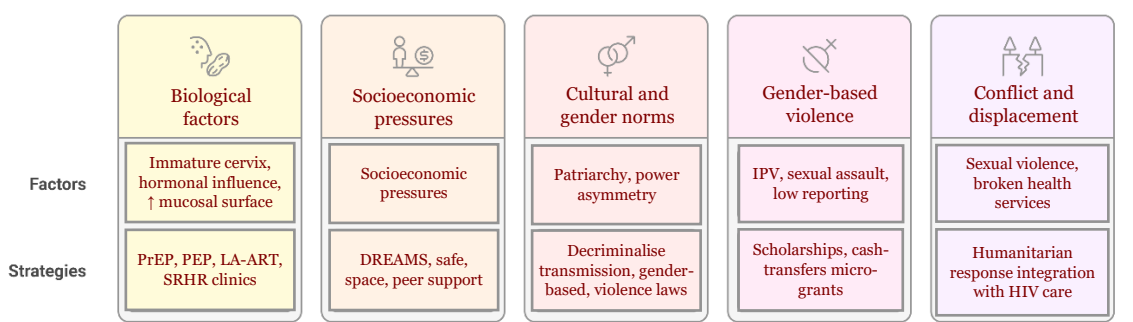 Biological
factors
Socioeconomic
pressures
Cultural and
gender norms
Gender-based
violence
Conflict and
displacement
Factors
Immature cervix,
hormonal influence,
↑ mucosal surface
Socioeconomic
pressures
Patriarchy, power
asymmetry
IPV, sexual assault,
low reporting
Sexual violence,
broken health
services
Strategies
PrEP, PEP, LA-ART,
SRHR clinics
DREAMS, safe,
space, peer support
Decriminalise
transmission, gender-
based, violence laws
Scholarships, cash-
transfers micro-
grants
Humanitarian
response integration
with HIV care